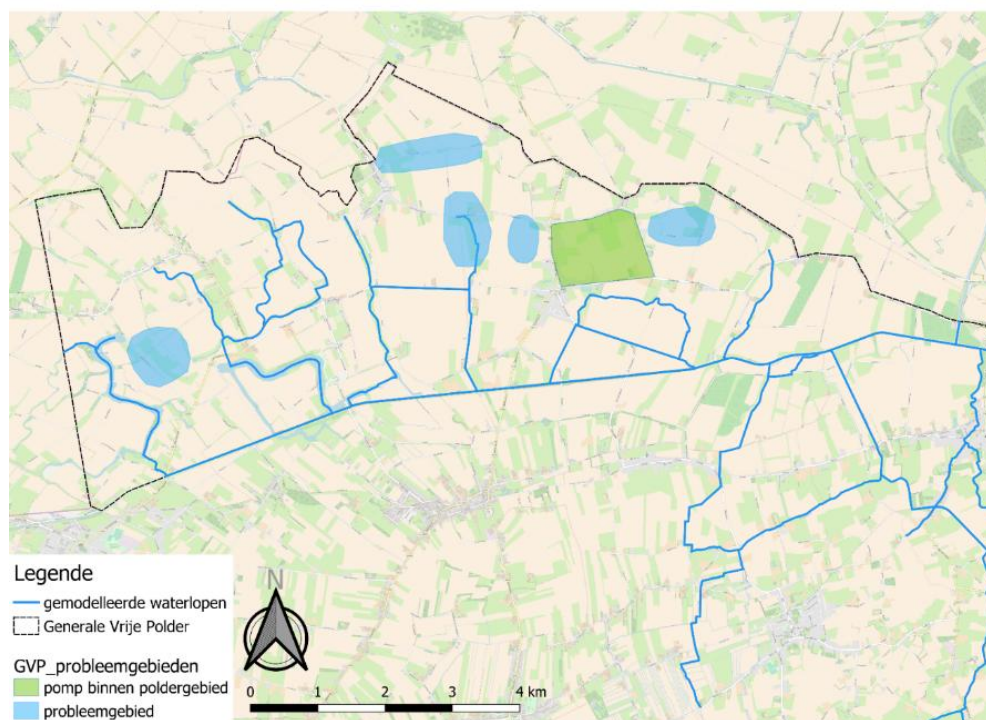 Legende
gemodelleerde waterlopen
Generale Vrije Polder
GVP_probleemgebieden
pomp binnen poldergebied
probleemgebied
N
0 1 2 3 4 km